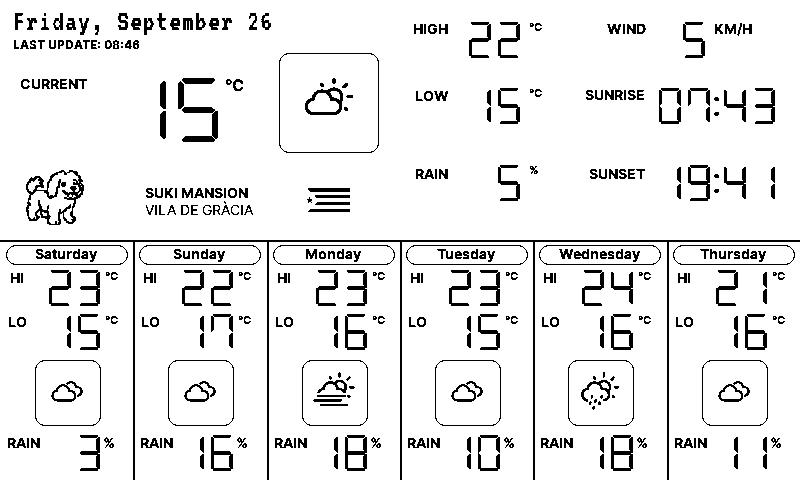 Friday, September 26
LAST UPDATE: 08:46
CURRENT 15 °C
HIGH 22 °C
WIND 5 KM/H
LOW 15 °C
SUNRISE 07:43
RAIN 5 %
SUNSET 19:41
SUKI MANSION
VILA DE GRÀCIA
Saturday
HI 23 °C
LO 15 °C
RAIN 3 %
Sunday
HI 22 °C
LO 17 °C
RAIN 16 %
Monday
HI 23 °C
LO 16 °C
RAIN 18 %
Tuesday
HI 23 °C
LO 15 °C
RAIN 10 %
Wednesday
HI 24 °C
LO 16 °C
RAIN 18 %
Thursday
HI 21 °C
LO 16 °C
RAIN 11 %